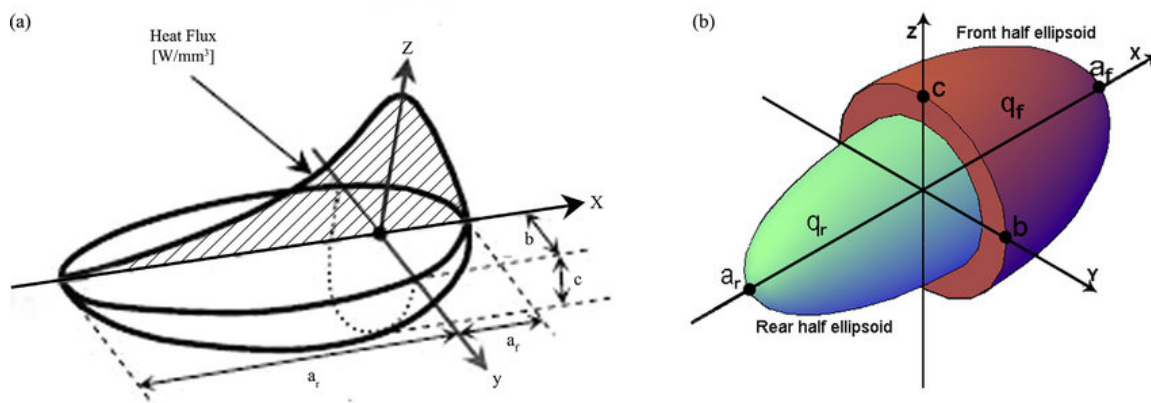 (a)
Heat Flux
[W/mm³]
Z
X
b
c
a_f
a_r
y
(b)
Z
Front half ellipsoid
X
a_f
c
q_f
q_r
b
a_r
Y
Rear half ellipsoid